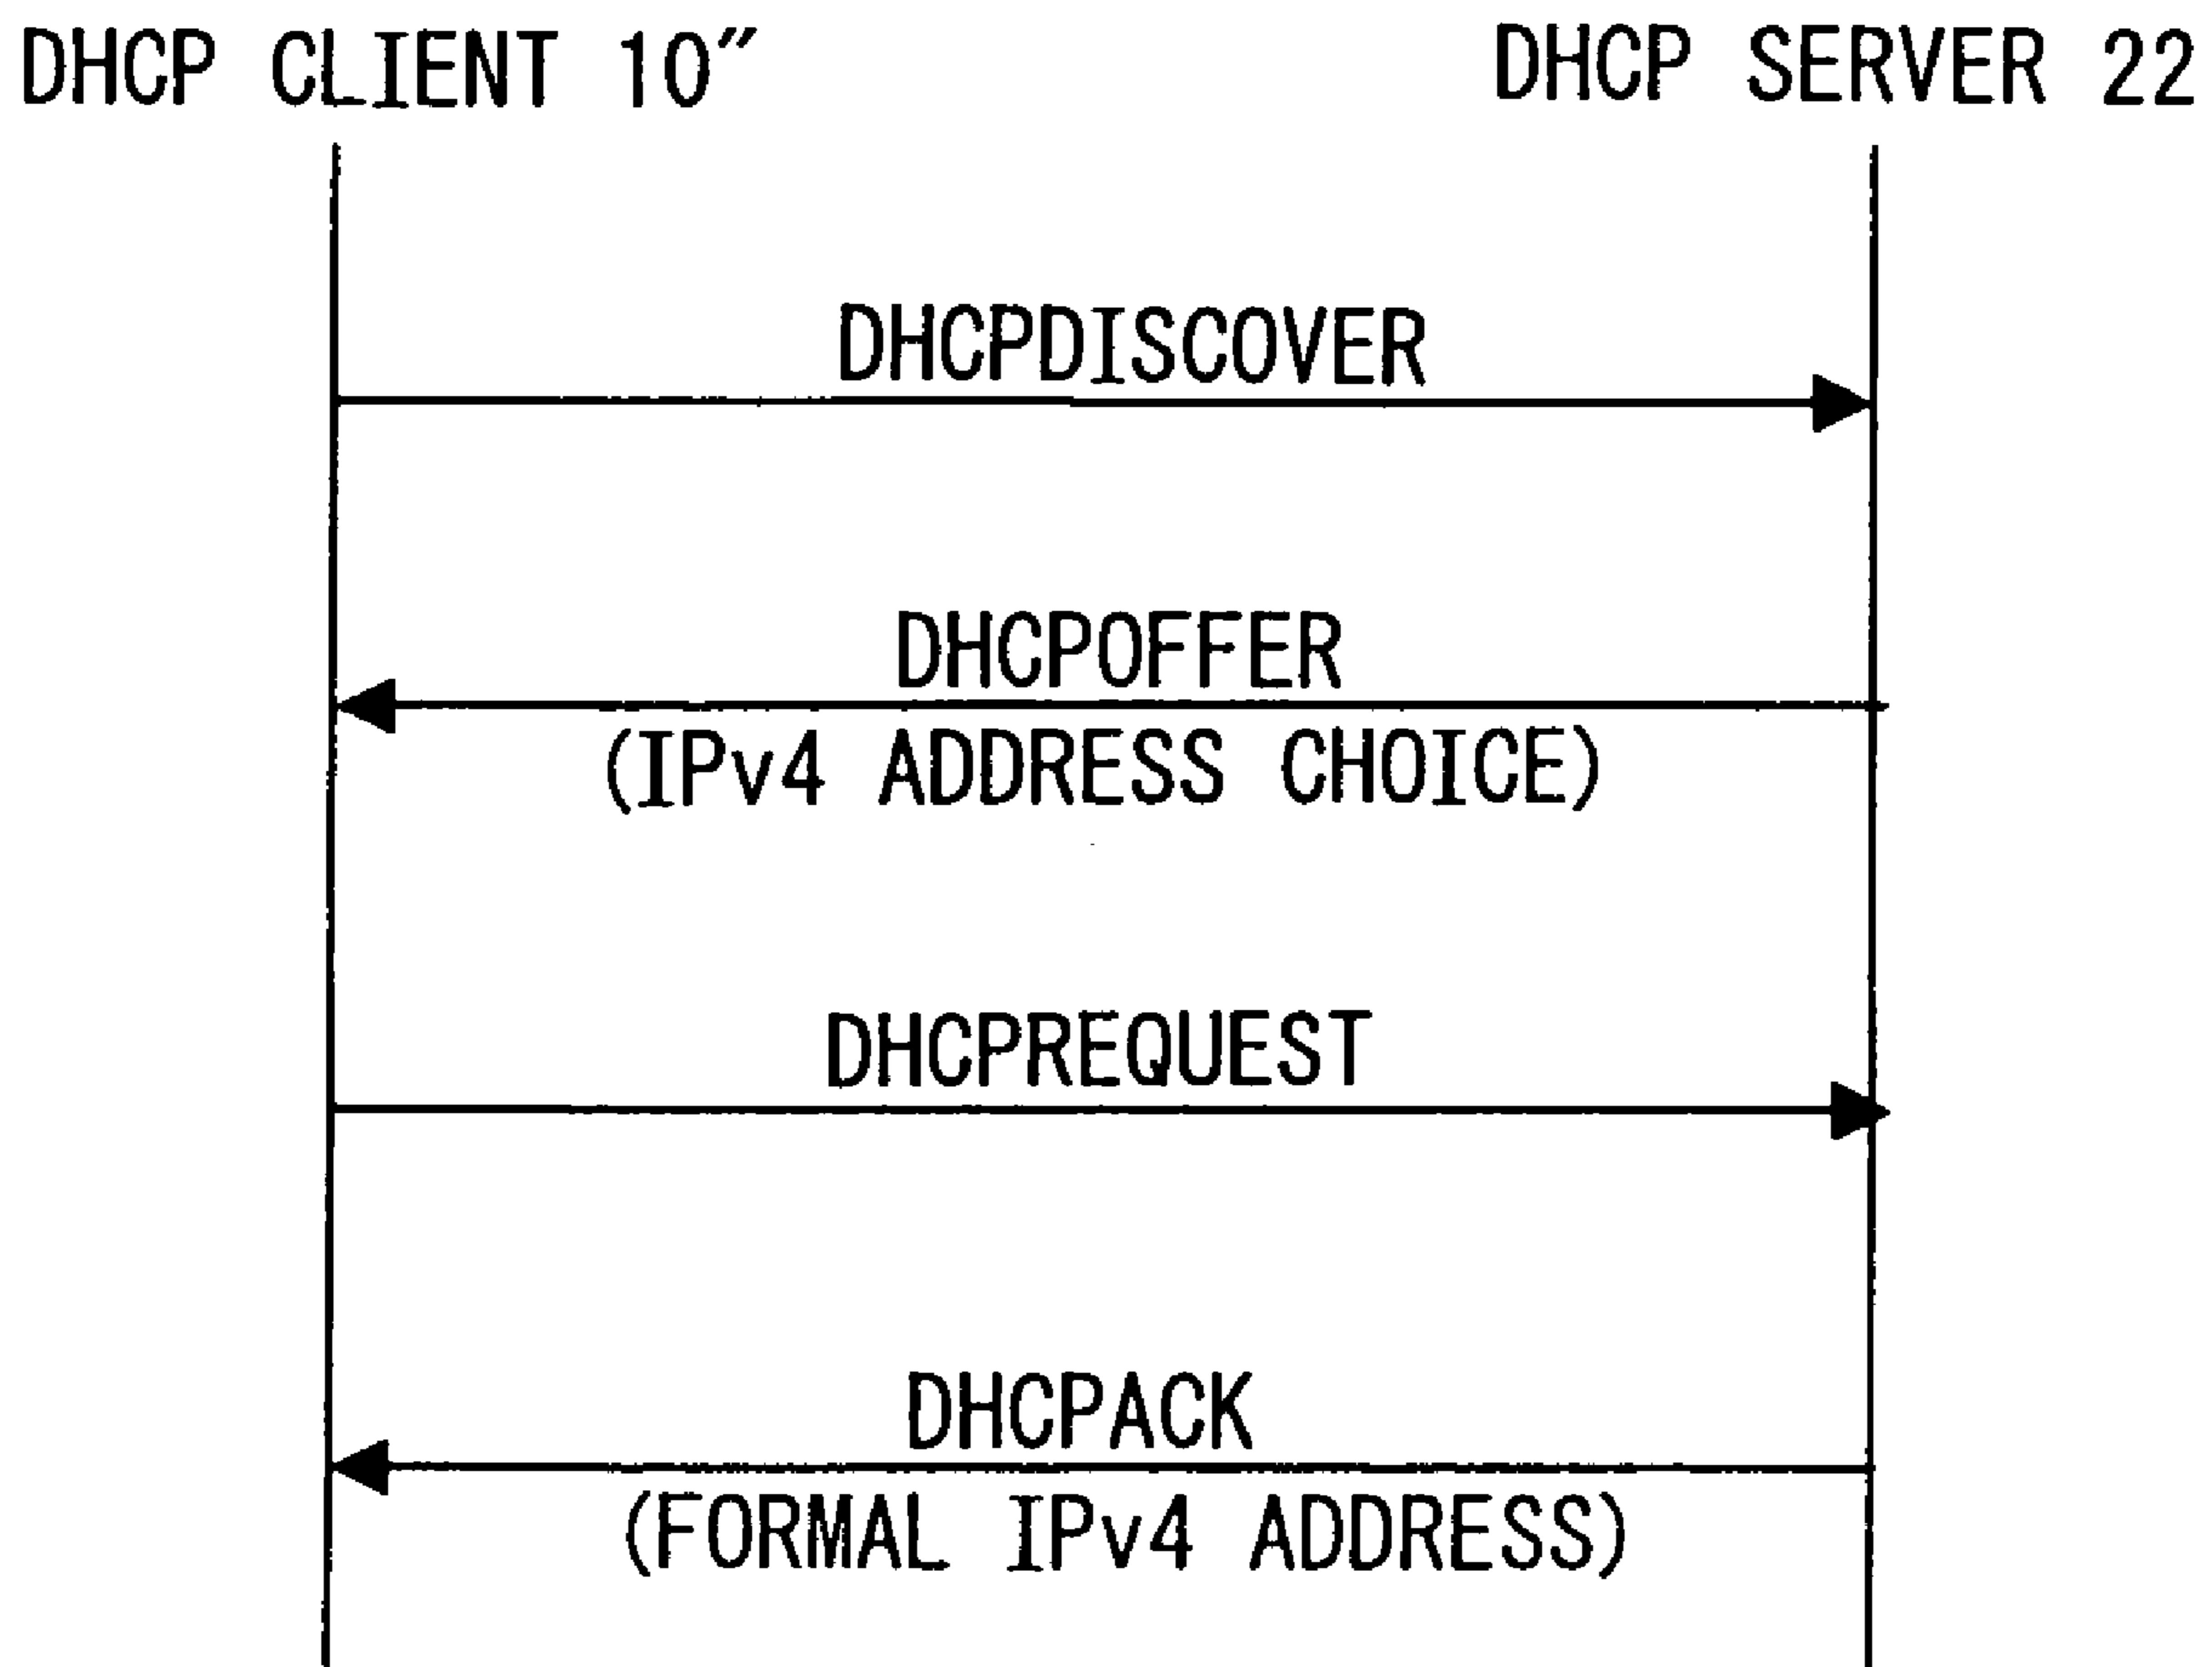 DHCP CLIENT 10″ DHCP SERVER 22
DHCPDISCOVER
DHCPOFFER
(IPv4 ADDRESS CHOICE)
DHCPREQUEST
DHCPACK
(FORMAL IPv4 ADDRESS)